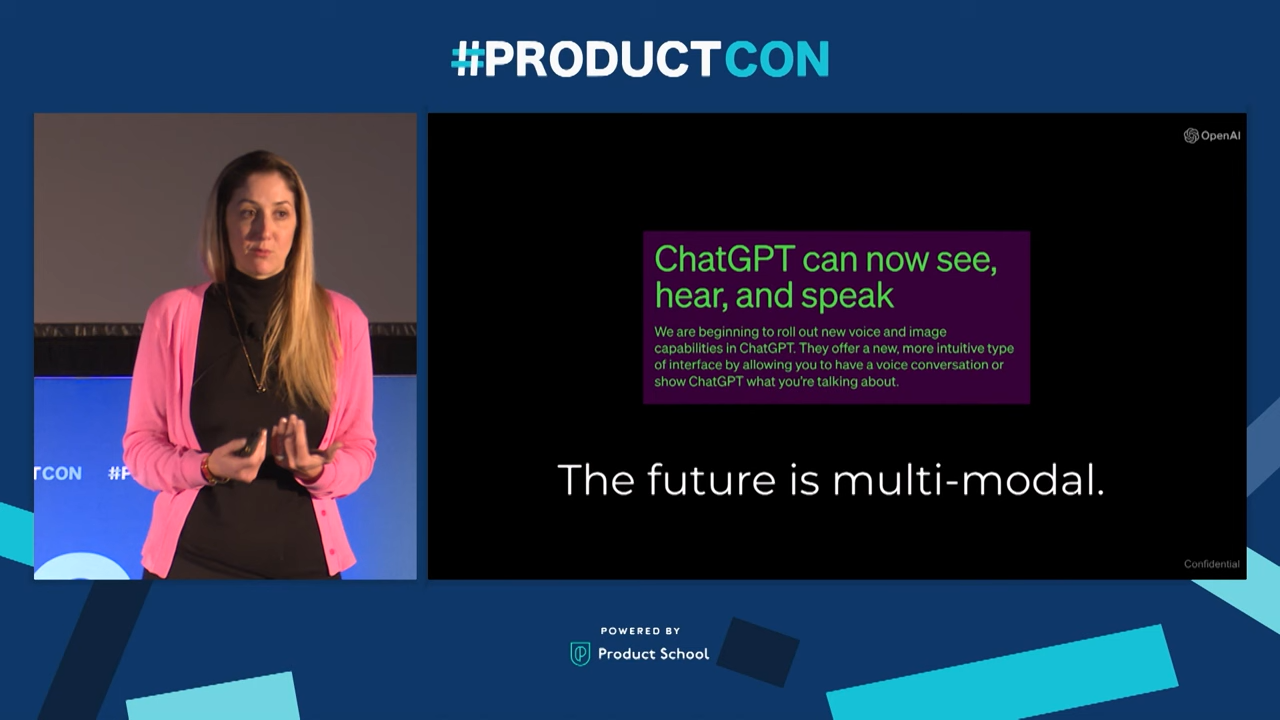 #PRODUCTCON
OpenAI
ChatGPT can now see,
hear, and speak
We are beginning to roll out new voice and image
capabilities in ChatGPT. They offer a new, more intuitive type
of interface by allowing you to have a voice conversation or
show ChatGPT what you're talking about.
The future is multi-modal.
TCON #P
Confidential
POWERED BY
Product School